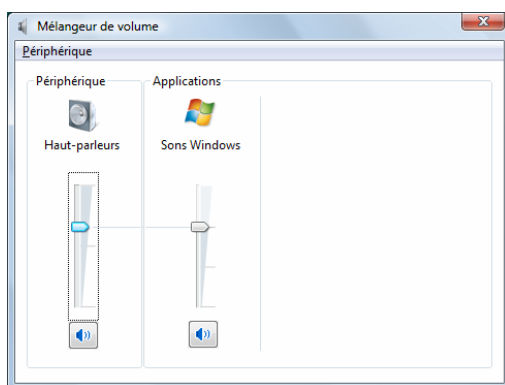 Mélangeur de volume
Périphérique
Périphérique
Applications
Haut-parleurs
Sons Windows